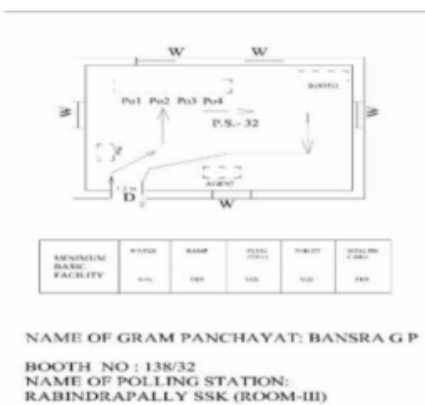 W W
BOOTH
Po1 Po2 Po3 Po4
W W
P.S.- 32
AGENT
D
W
MINIMUM BASIC FACILITY WATER RAMP TOILET
YES YES YES YES
NAME OF GRAM PANCHAYAT: BANSRA G P
BOOTH NO : 138/32
NAME OF POLLING STATION:
RABINDRAPALLY SSK (ROOM-III)